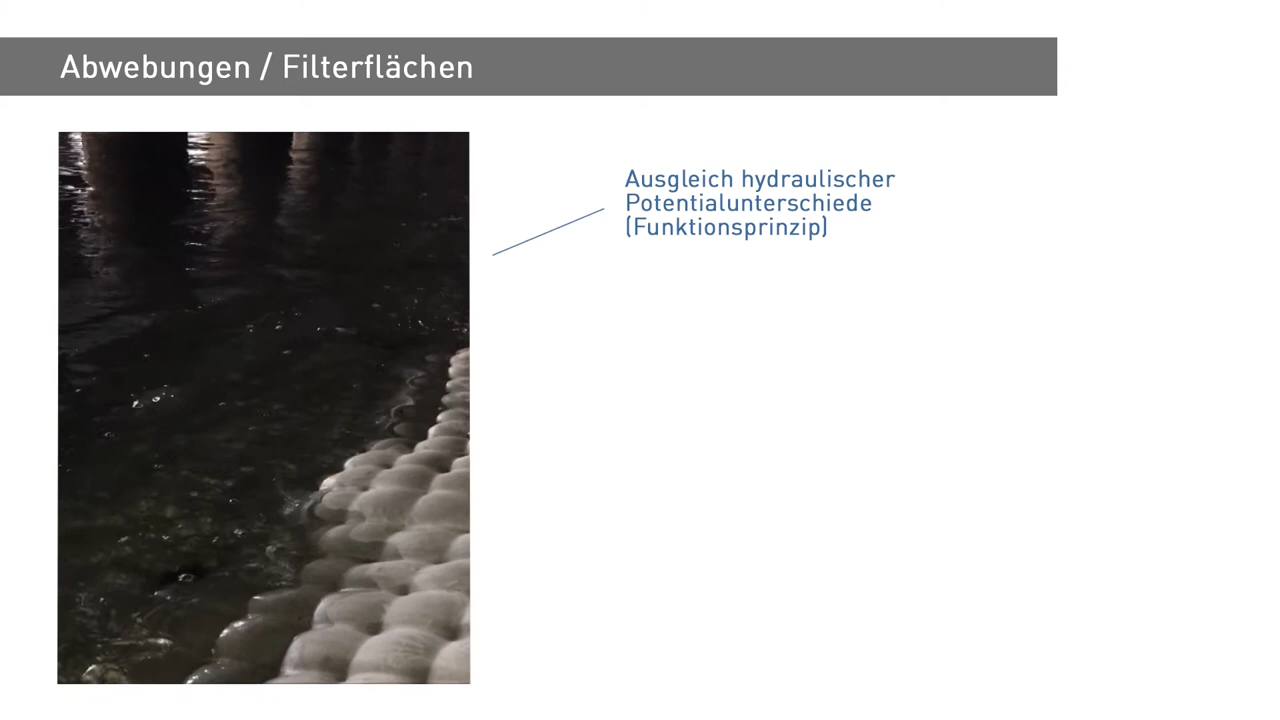 Abwebungen / Filterflächen
Ausgleich hydraulischer
Potentialunterschiede
(Funktionsprinzip)